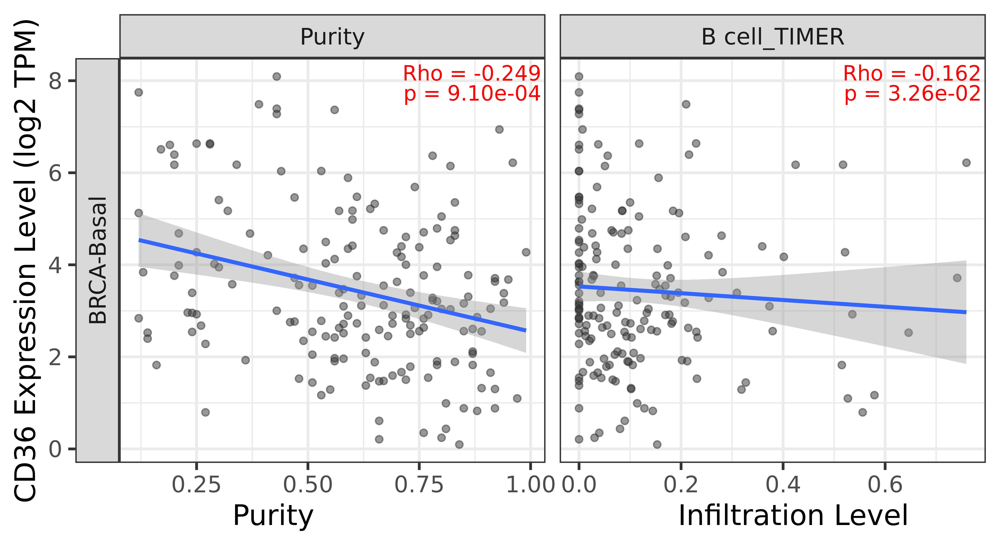 Purity
B cell_TIMER
CD36 Expression Level (log2 TPM)
BRCA-Basal
Rho = -0.249
p = 9.10e-04
Rho = -0.162
p = 3.26e-02
8
6
4
2
0
0.25 0.50 0.75 1.00
0.0 0.2 0.4 0.6
Purity
Infiltration Level